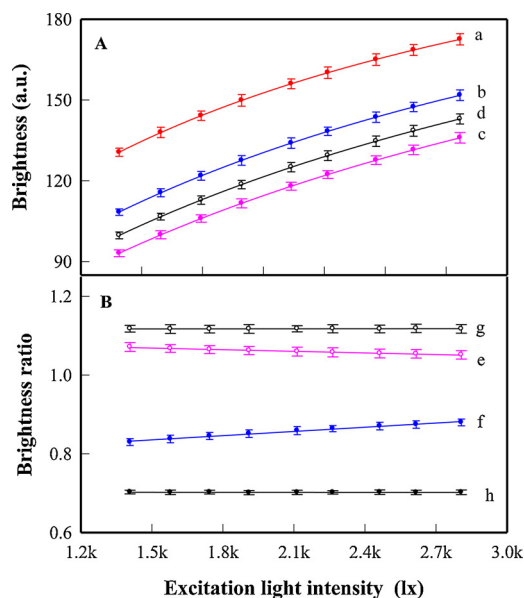 180
A
a
150
b
d
c
120
90
Brightness (a.u.)
1.2
B
g
e
1.0
f
0.8
h
0.6
Brightness ratio
1.2k 1.5k 1.8k 2.1k 2.4k 2.7k 3.0k
Excitation light intensity (lx)